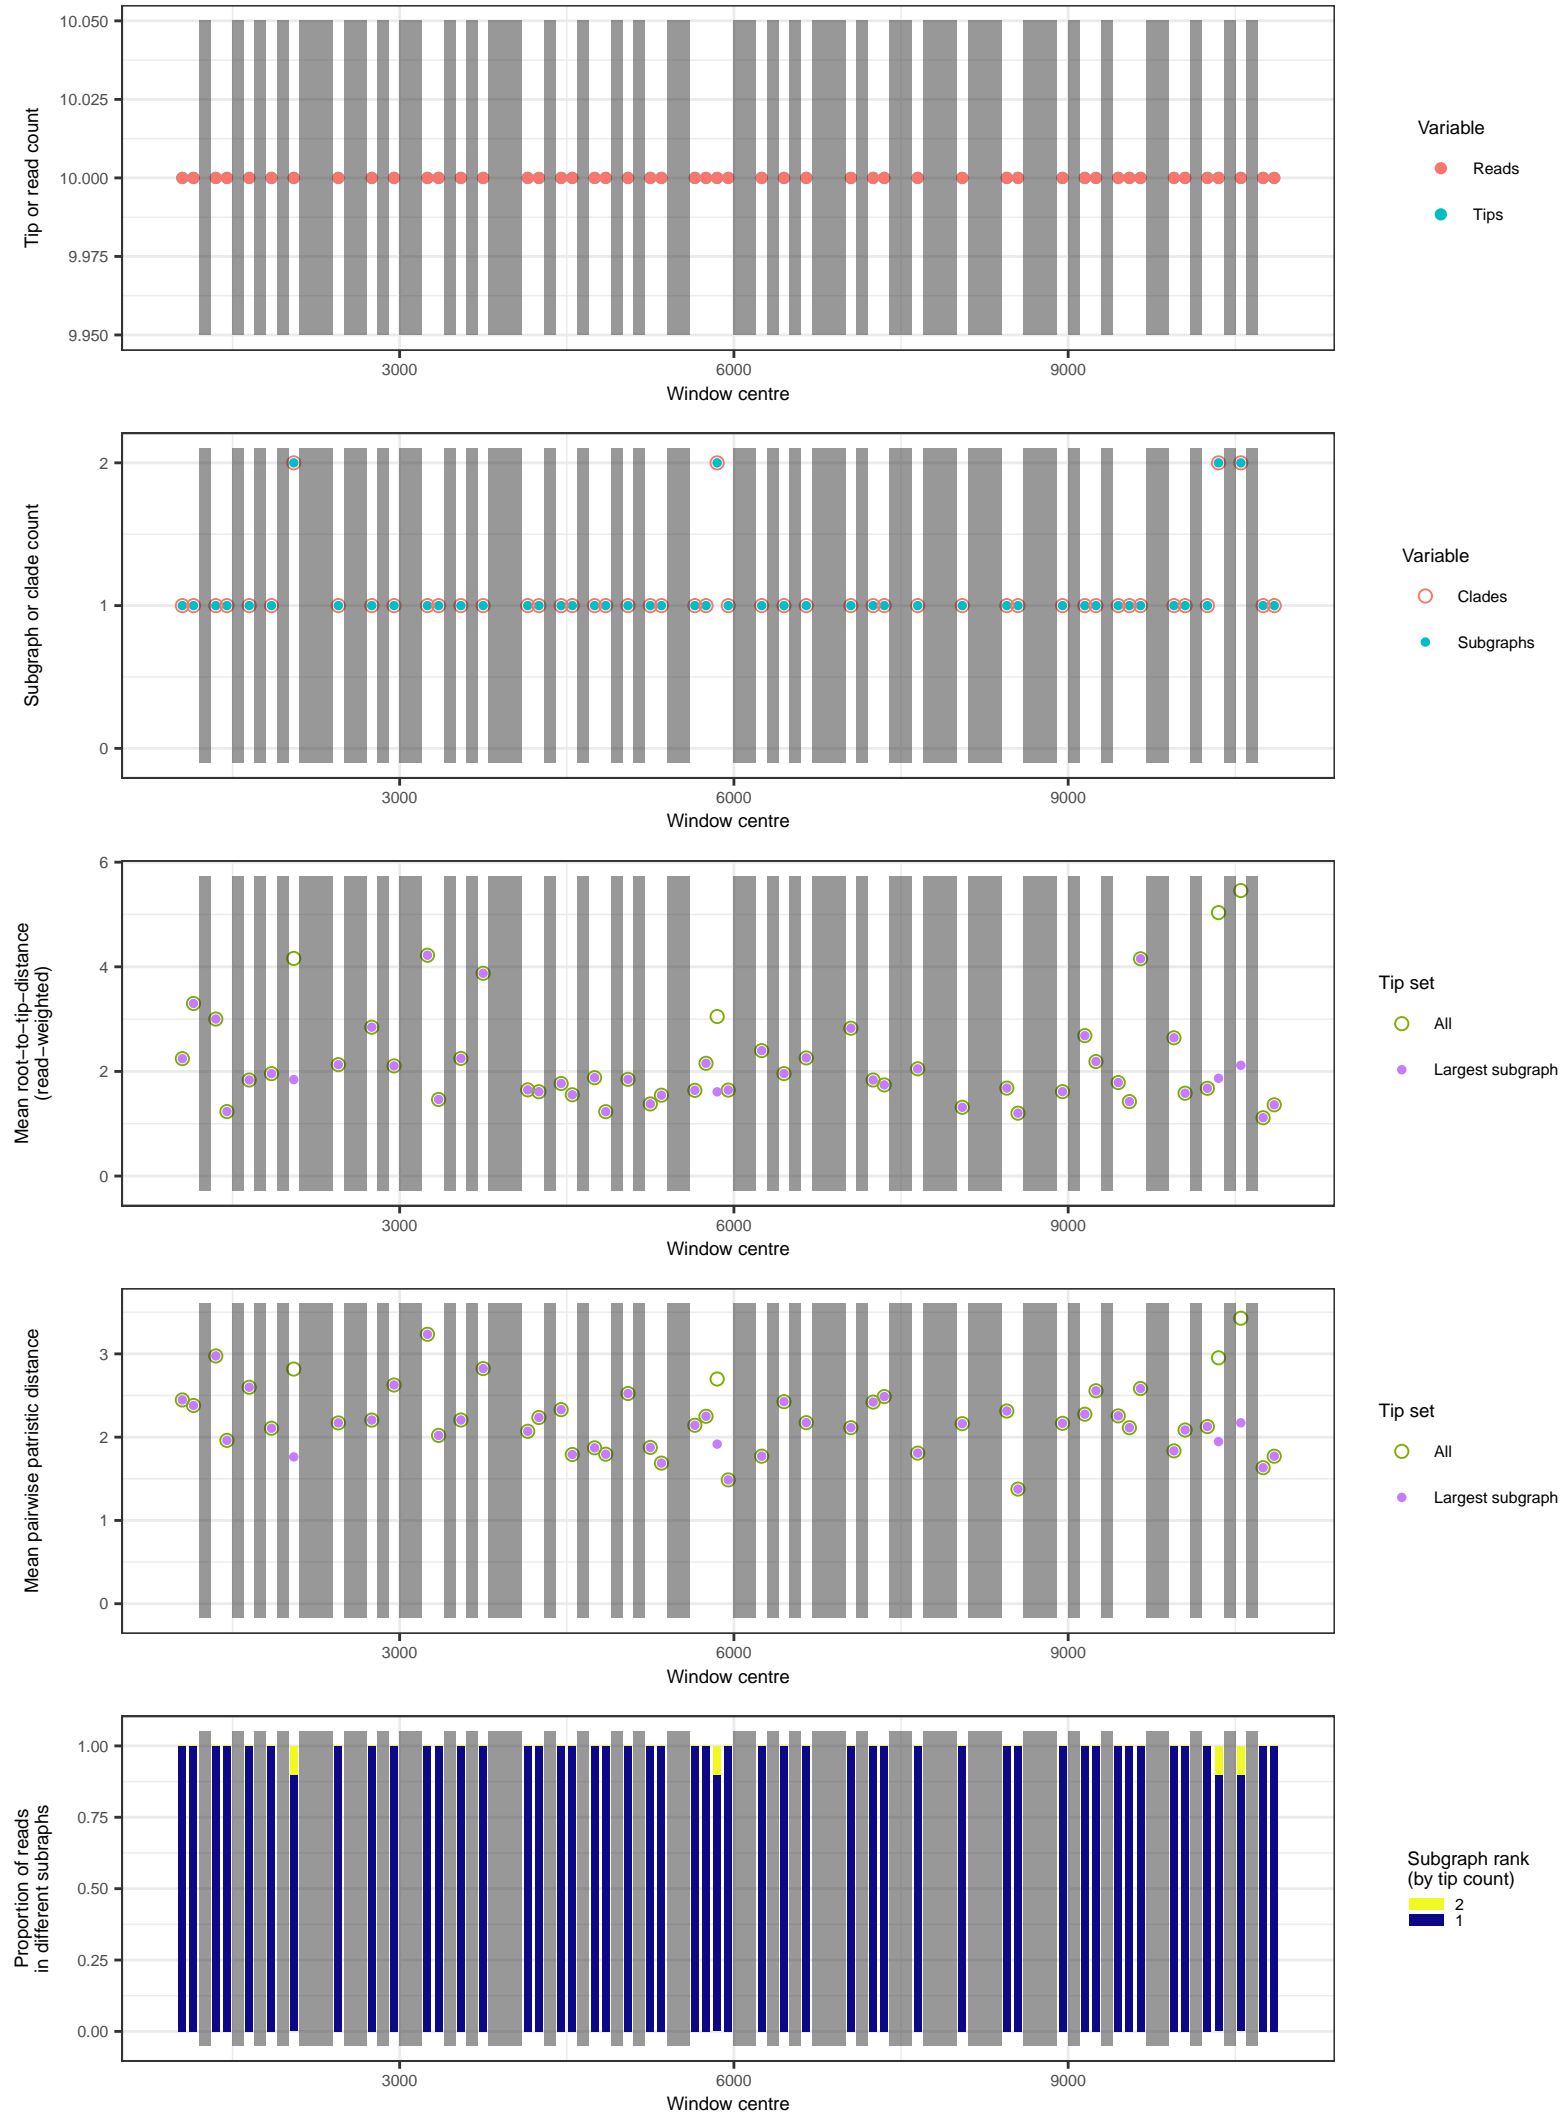 10.050
10.025
10.000
9.975
9.950
Tip or read count
3000
6000
9000
Window centre
Variable
Reads
Tips
2
1
0
Subgraph or clade count
3000
6000
9000
Window centre
Variable
Clades
Subgraphs
6
4
2
0
Mean root−to−tip−distance
(read−weighted)
3000
6000
9000
Window centre
Tip set
All
Largest subgraph
3
2
1
0
Mean pairwise patristic distance
3000
6000
9000
Window centre
Tip set
All
Largest subgraph
1.00
0.75
0.50
0.25
0.00
Proportion of reads
in different subraphs
3000
6000
9000
Window centre
Subgraph rank
(by tip count)
2
1